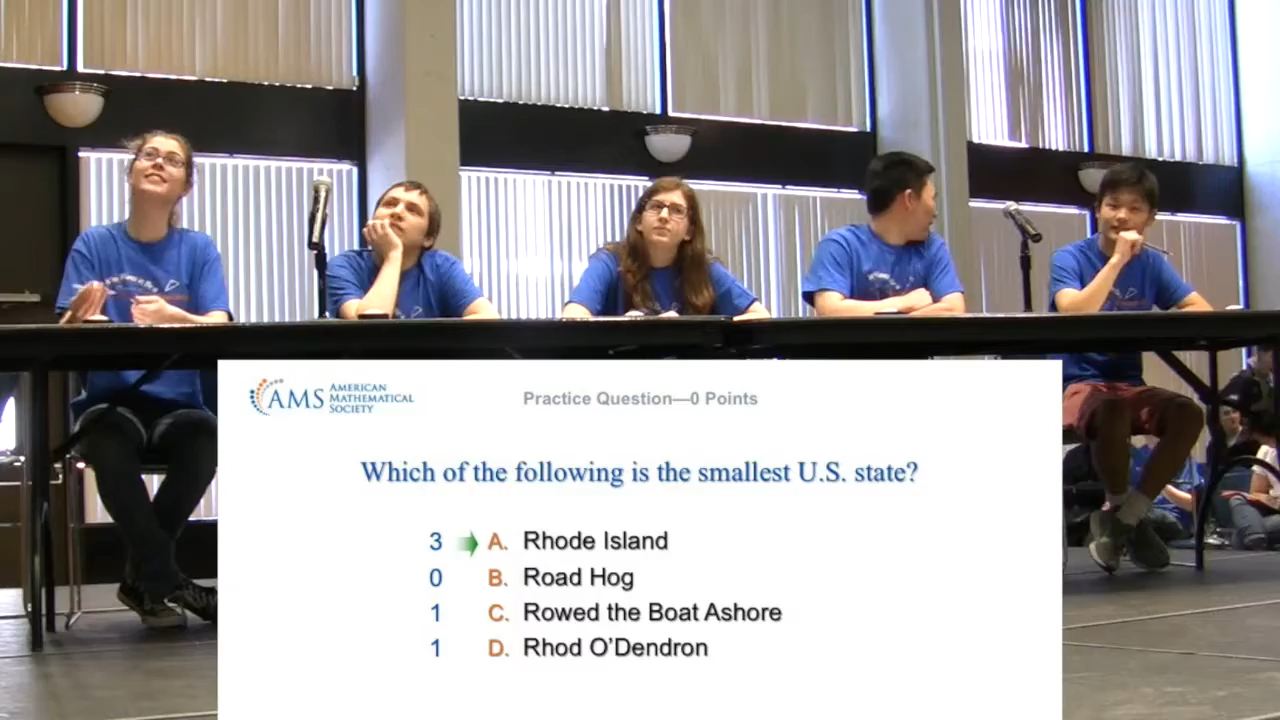 AMS AMERICAN
MATHEMATICAL
SOCIETY
Practice Question—0 Points
Which of the following is the smallest U.S. state?
3 A. Rhode Island
0 B. Road Hog
1 C. Rowed the Boat Ashore
1 D. Rhod O’Dendron